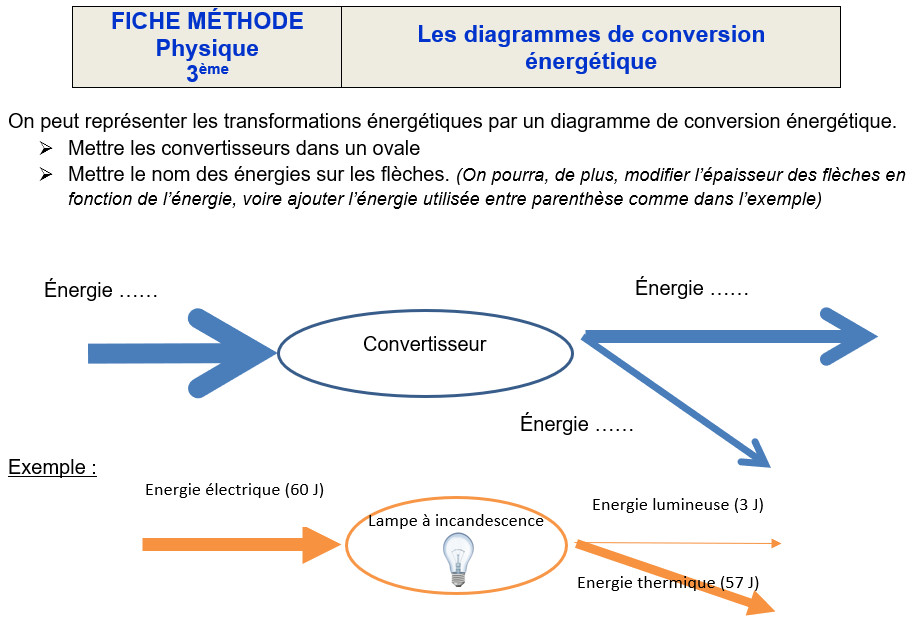 FICHE MÉTHODE
Physique
3ème
Les diagrammes de conversion
énergétique
On peut représenter les transformations énergétiques par un diagramme de conversion énergétique.
➢ Mettre les convertisseurs dans un ovale
➢ Mettre le nom des énergies sur les flèches. (On pourra, de plus, modifier l’épaisseur des flèches en
fonction de l’énergie, voire ajouter l’énergie utilisée entre parenthèse comme dans l’exemple)
Énergie ……
Énergie ……
Convertisseur
Énergie ……
Exemple :
Energie électrique (60 J)
Lampe à incandescence
Energie lumineuse (3 J)
Energie thermique (57 J)